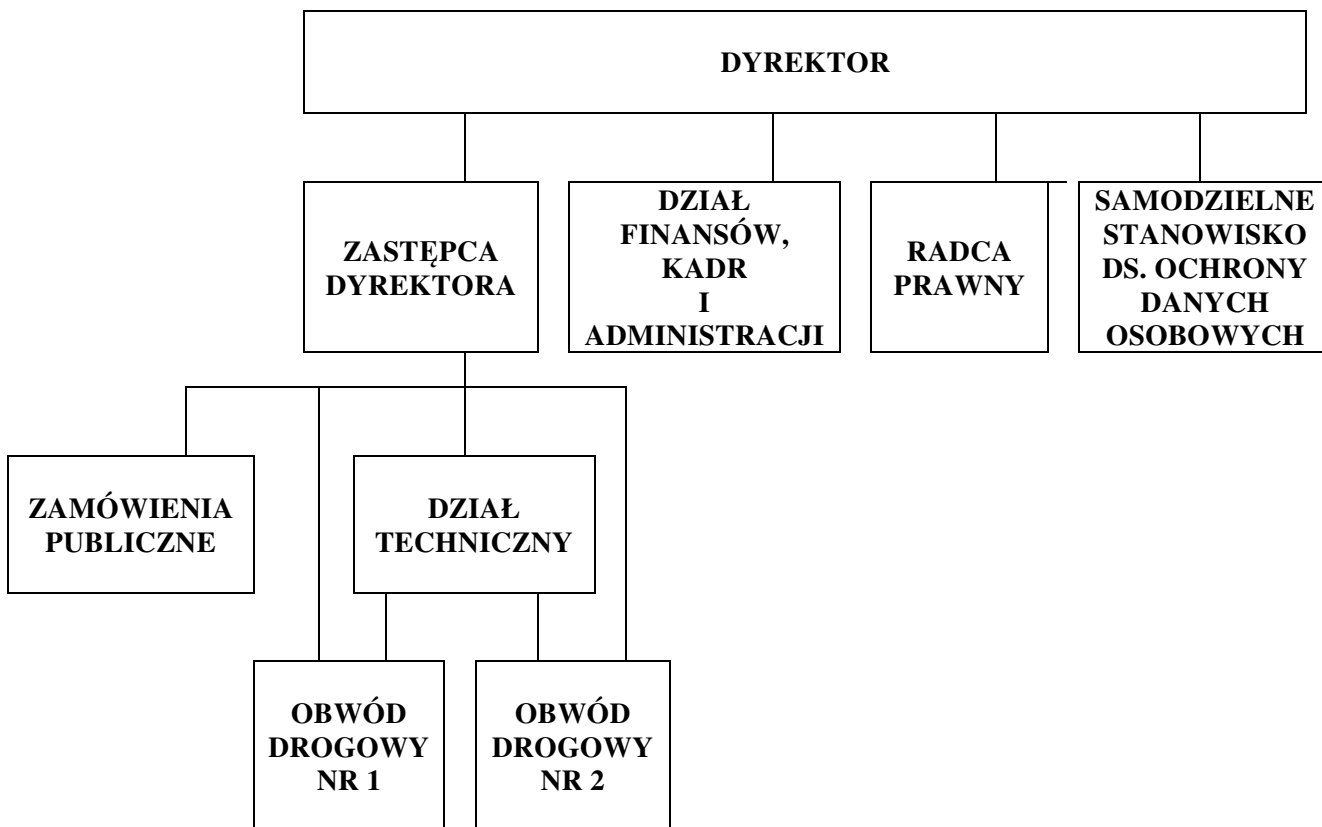 DYREKTOR
ZASTĘPCA
DYREKTORA
DZIAŁ
FINANSÓW,
KADR
I
ADMINISTRACJI
RADCA
PRAWNY
SAMODZIELNE
STANOWISKO
DS. OCHRONY
DANYCH
OSOBOWYCH
ZAMÓWIENIA
PUBLICZNE
DZIAŁ
TECHNICZNY
OBWÓD
DROGOWY
NR 1
OBWÓD
DROGOWY
NR 2